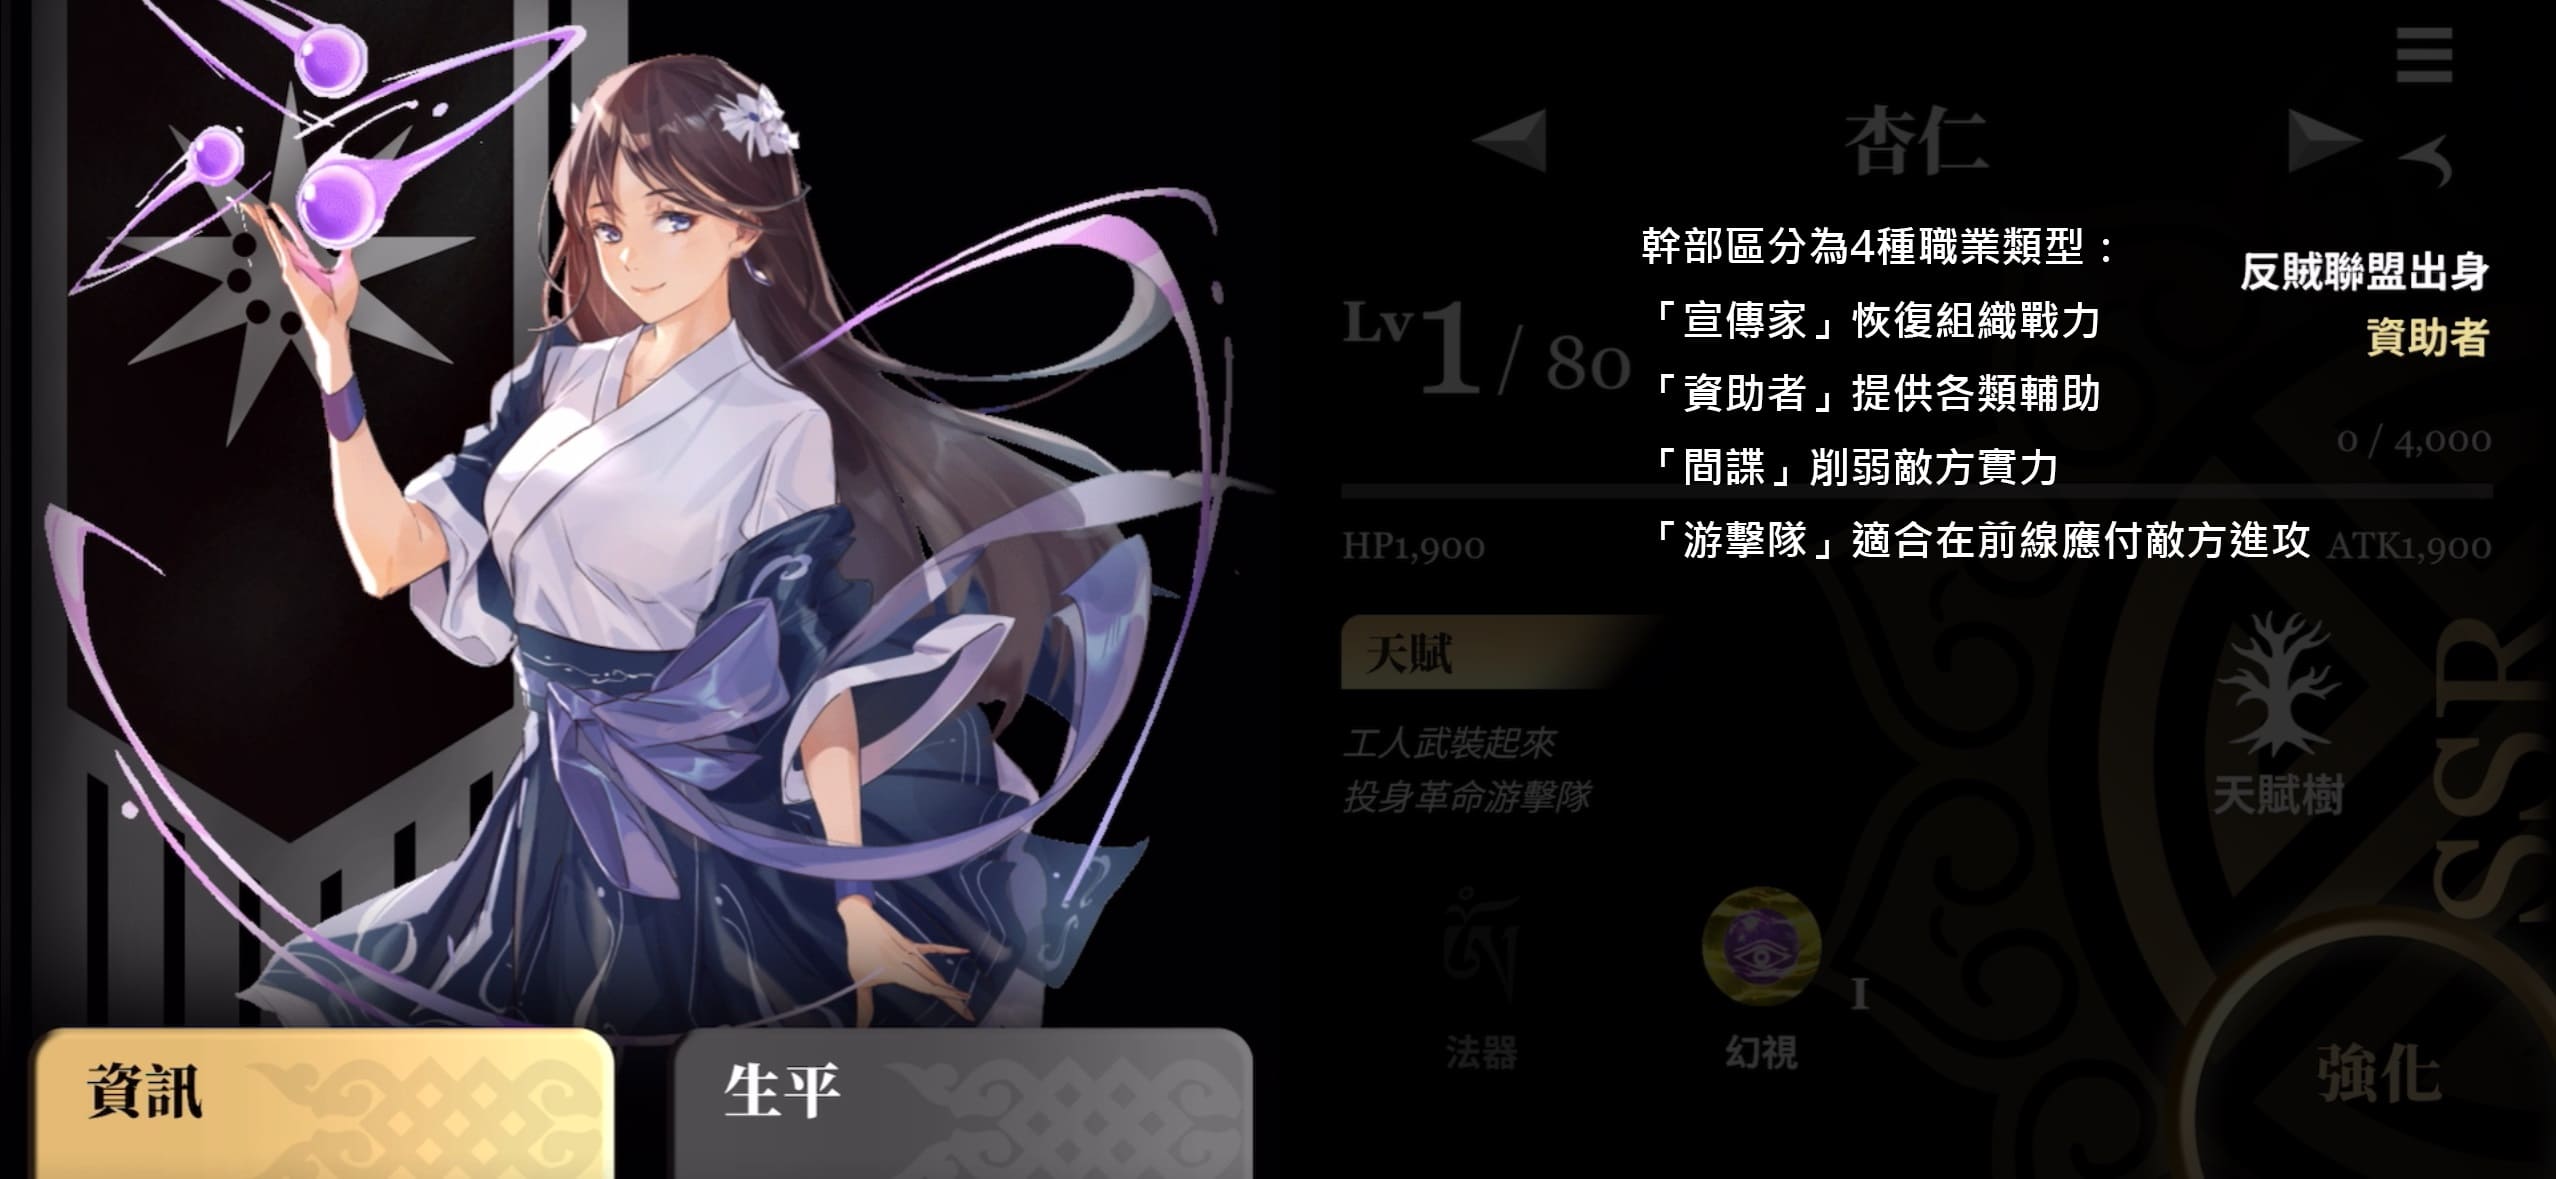 杏仁
Lv1/80
幹部區分為4種職業類型：
「宣傳家」恢復組織戰力
「資助者」提供各類輔助
「間諜」削弱敵方實力
「游擊隊」適合在前線應付敵方進攻
反賊聯盟出身
資助者
0/4,000
HP1,900
ATK1,900
天賦
工人武裝起來
投身革命游擊隊
天賦樹
SSR
ༀ
法器
I
幻視
強化
資訊
生平